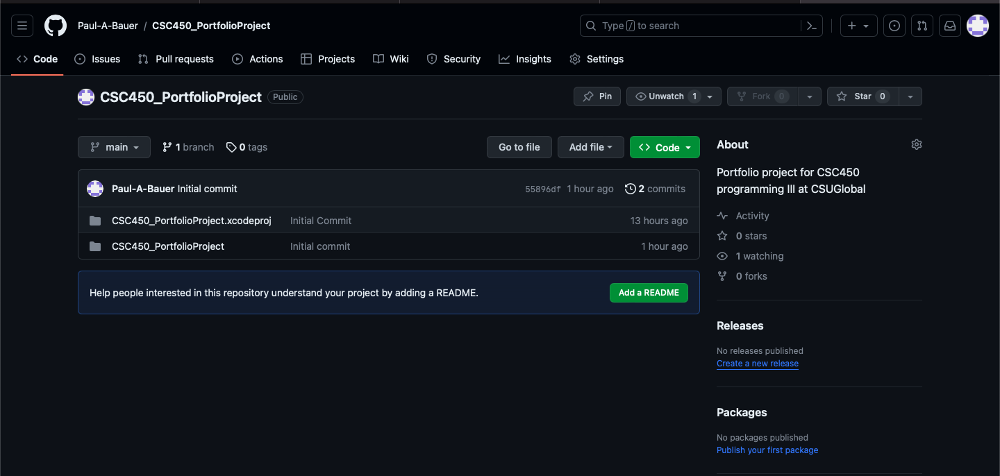 Paul-A-Bauer / CSC450_PortfolioProject
Type / to search
Code Issues Pull requests Actions Projects Wiki Security Insights Settings
CSC450_PortfolioProject Public
Pin Unwatch 1 Fork 0 Star 0
main 1 branch 0 tags Go to file Add file Code
Paul-A-Bauer Initial commit 55896df 1 hour ago 2 commits
CSC450_PortfolioProject.xcodeproj Initial Commit 13 hours ago
CSC450_PortfolioProject Initial commit 1 hour ago
Help people interested in this repository understand your project by adding a README. Add a README
About
Portfolio project for CSC450
programming III at CSUGlobal
Activity
0 stars
1 watching
0 forks
Releases
No releases published
Create a new release
Packages
No packages published
Publish your first package